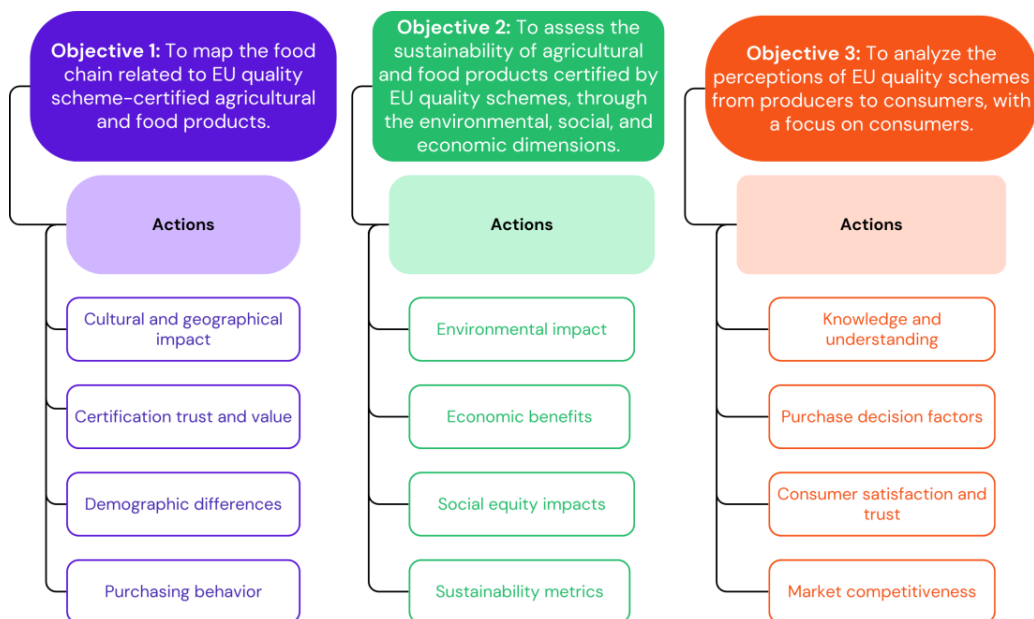 Objective 1: To map the food
chain related to EU quality
scheme-certified agricultural
and food products.
Actions
Cultural and geographical
impact
Certification trust and value
Demographic differences
Purchasing behavior
Objective 2: To assess the
sustainability of agricultural
and food products certified by
EU quality schemes, through
the environmental, social, and
economic dimensions.
Actions
Environmental impact
Economic benefits
Social equity impacts
Sustainability metrics
Objective 3: To analyze the
perceptions of EU quality schemes
from producers to consumers, with
a focus on consumers.
Actions
Knowledge and
understanding
Purchase decision factors
Consumer satisfaction and
trust
Market competitiveness